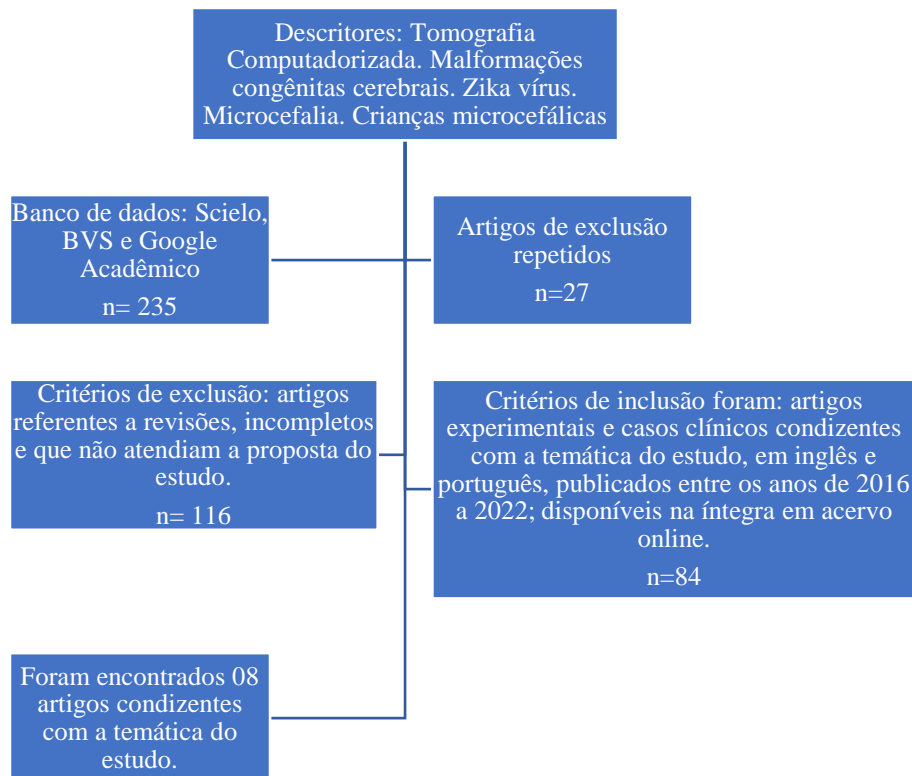 Descritores: Tomografia
Computadorizada. Malformações
congênitas cerebrais. Zika vírus.
Microcefalia. Crianças microcefálicas
Banco de dados: Scielo,
BVS e Google
Acadêmico
n= 235
Artigos de exclusão
repetidos
n=27
Critérios de exclusão: artigos
referentes a revisões, incompletos
e que não atendiam a proposta do
estudo.
n= 116
Critérios de inclusão foram: artigos
experimentais e casos clínicos condizentes
com a temática do estudo, em inglês e
português, publicados entre os anos de 2016
a 2022; disponíveis na íntegra em acervo
online.
n=84
Foram encontrados 08
artigos condizentes
com a temática do
estudo.